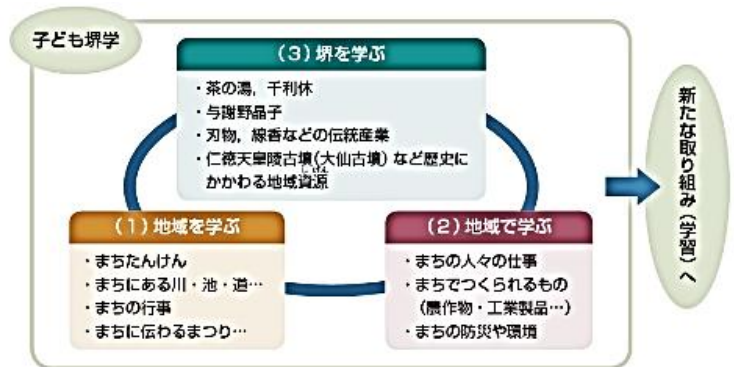 子ども堺学
(3)堺を学ぶ
・茶の湯,千利休
・与謝野晶子
・刃物,線香などの伝統産業
・仁徳天皇陵古墳(大仙古墳)など歴史に
かかわる地域資源
しげん
(1)地域を学ぶ
・まちたんけん
・まちにある川・池・道…
・まちの行事
・まちに伝わるまつり…
(2)地域で学ぶ
・まちの人々の仕事
・まちでつくられるもの
(農作物・工業製品…)
・まちの防災や環境
新たな取り組み(学習)へ